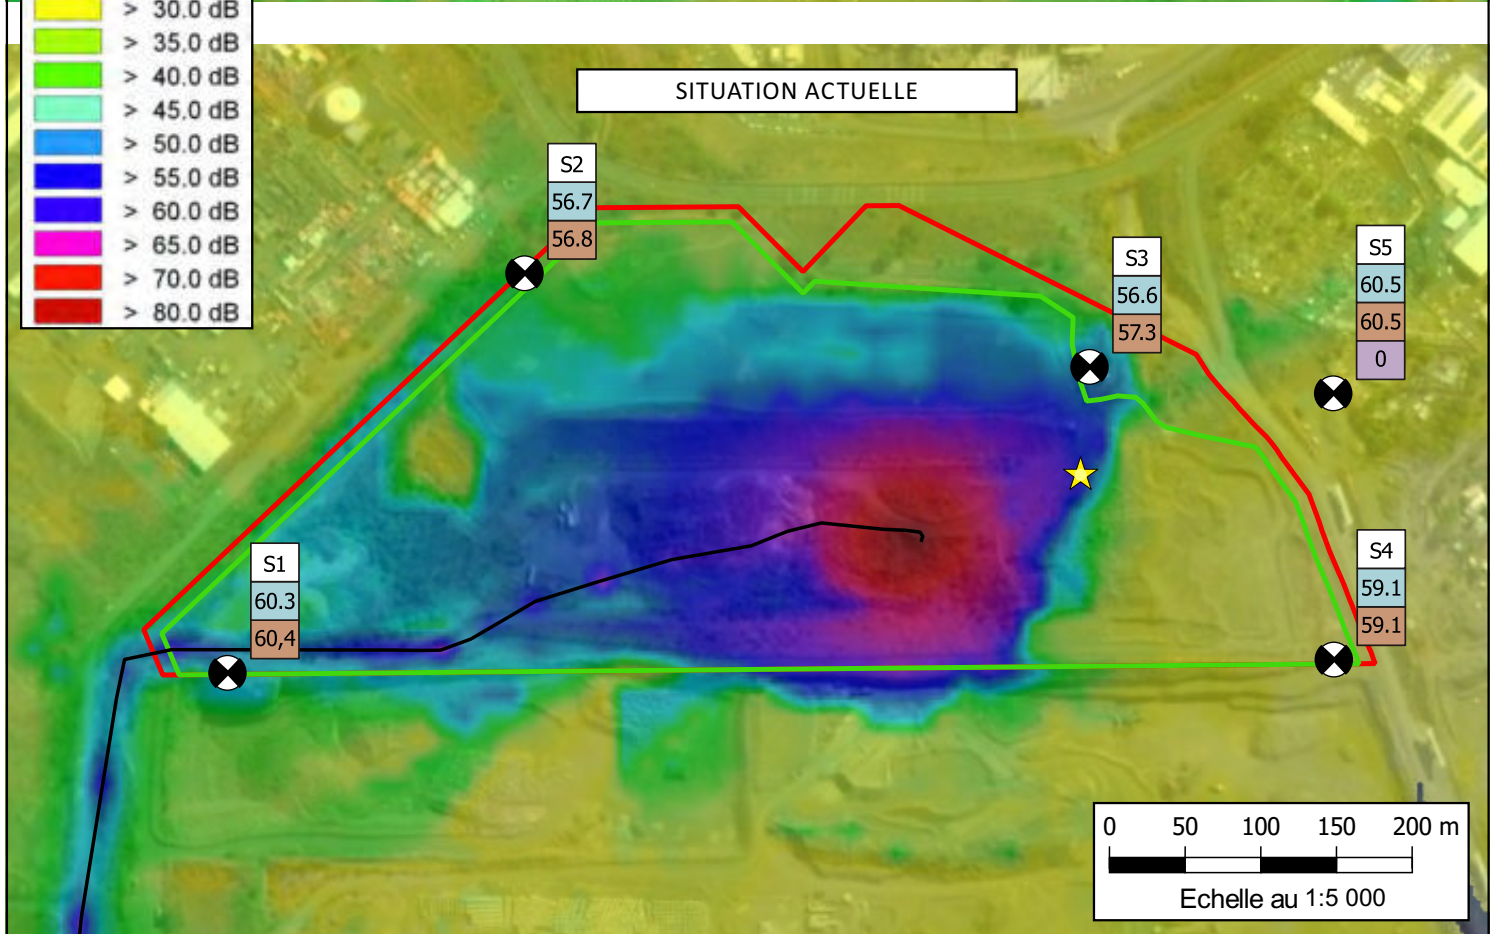 > 30.0 dB
> 35.0 dB
> 40.0 dB
> 45.0 dB
> 50.0 dB
> 55.0 dB
> 60.0 dB
> 65.0 dB
> 70.0 dB
> 80.0 dB
SITUATION ACTUELLE
S2
56.7
56.8
S3
56.6
57.3
S5
60.5
60.5
0
S1
60.3
60,4
S4
59.1
59.1
0 50 100 150 200 m
Echelle au 1:5 000